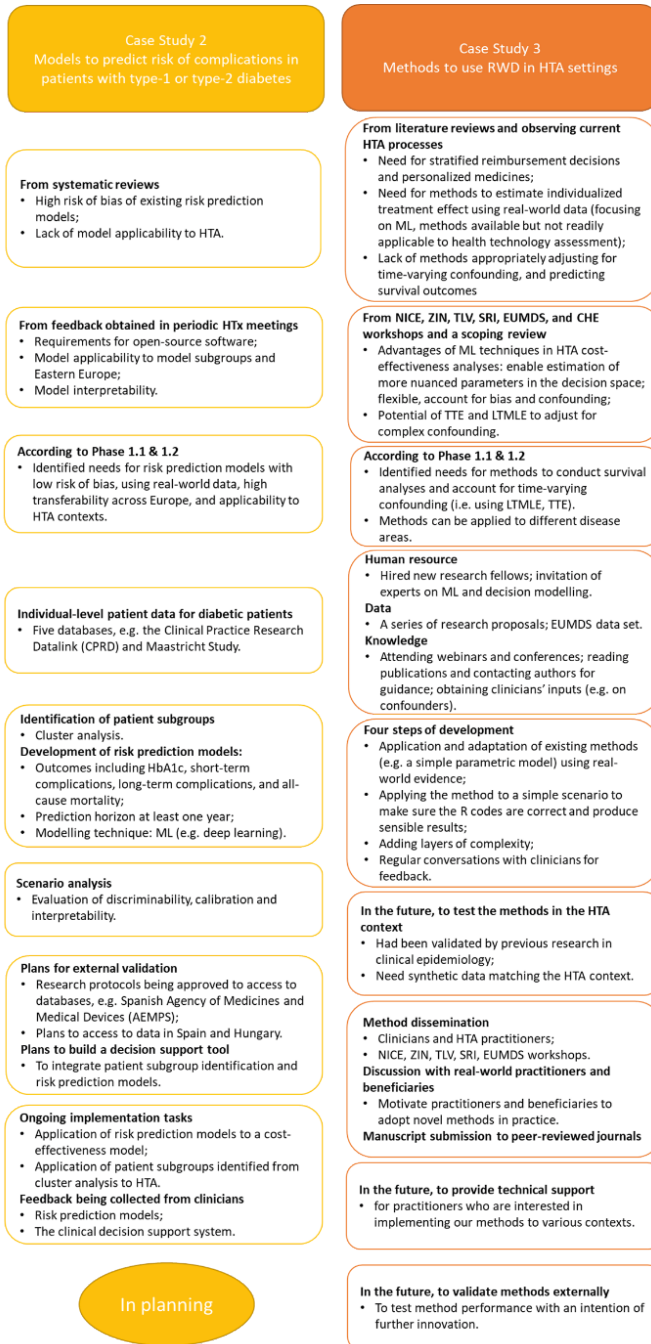 Case Study 2
Models to predict risk of complications in
patients with type-1 or type-2 diabetes
From systematic reviews
• High risk of bias of existing risk prediction
models;
• Lack of model applicability to HTA.
From feedback obtained in periodic HTx meetings
• Requirements for open-source software;
• Model applicability to model subgroups and
Eastern Europe;
• Model interpretability.
According to Phase 1.1 & 1.2
• Identified needs for risk prediction models with
low risk of bias, using real-world data, high
transferability across Europe, and applicability to
HTA contexts.
Individual-level patient data for diabetic patients
• Five databases, e.g. the Clinical Practice Research
Datalink (CPRD) and Maastricht Study.
Identification of patient subgroups
• Cluster analysis.
Development of risk prediction models:
• Outcomes including HbA1c, short-term
complications, long-term complications, and all-
cause mortality;
• Prediction horizon at least one year;
• Modelling technique: ML (e.g. deep learning).
Scenario analysis
• Evaluation of discriminability, calibration and
interpretability.
Plans for external validation
• Research protocols being approved to access to
databases, e.g. Spanish Agency of Medicines and
Medical Devices (AEMPS);
• Plans to access to data in Spain and Hungary.
Plans to build a decision support tool
• To integrate patient subgroup identification and
risk prediction models.
Ongoing implementation tasks
• Application of risk prediction models to a cost-
effectiveness model;
• Application of patient subgroups identified from
cluster analysis to HTA.
Feedback being collected from clinicians
• Risk prediction models;
• The clinical decision support system.
In planning
Case Study 3
Methods to use RWD in HTA settings
From literature reviews and observing current
HTA processes
• Need for stratified reimbursement decisions
and personalized medicines;
• Need for methods to estimate individualized
treatment effect using real-world data (focusing
on ML, methods available but not readily
applicable to health technology assessment);
• Lack of methods appropriately adjusting for
time-varying confounding, and predicting
survival outcomes
From NICE, ZIN, TLV, SRI, EUMDS, and CHE
workshops and a scoping review
• Advantages of ML techniques in HTA cost-
effectiveness analyses: enable estimation of
more nuanced parameters in the decision space;
flexible, account for bias and confounding;
• Potential of TTE and LTMLE to adjust for
complex confounding.
According to Phase 1.1 & 1.2
• Identified needs for methods to conduct survival
analyses and account for time-varying
confounding (i.e. using LTMLE, TTE).
• Methods can be applied to different disease
areas.
Human resource
• Hired new research fellows; invitation of
experts on ML and decision modelling.
Data
• A series of research proposals; EUMDS data set.
Knowledge
• Attending webinars and conferences; reading
publications and contacting authors for
guidance; obtaining clinicians' inputs (e.g. on
confounders).
Four steps of development
• Application and adaptation of existing methods
(e.g. a simple parametric model) using real-
world evidence;
• Applying the method to a simple scenario to
make sure the R codes are correct and produce
sensible results;
• Adding layers of complexity;
• Regular conversations with clinicians for
feedback.
In the future, to test the methods in the HTA
context
• Had been validated by previous research in
clinical epidemiology;
• Need synthetic data matching the HTA context.
Method dissemination
• Clinicians and HTA practitioners;
• NICE, ZIN, TLV, SRI, EUMDS workshops.
Discussion with real-world practitioners and
beneficiaries
• Motivate practitioners and beneficiaries to
adopt novel methods in practice.
Manuscript submission to peer-reviewed journals
In the future, to provide technical support
• for practitioners who are interested in
implementing our methods to various contexts.
In the future, to validate methods externally
• To test method performance with an intention of
further innovation.